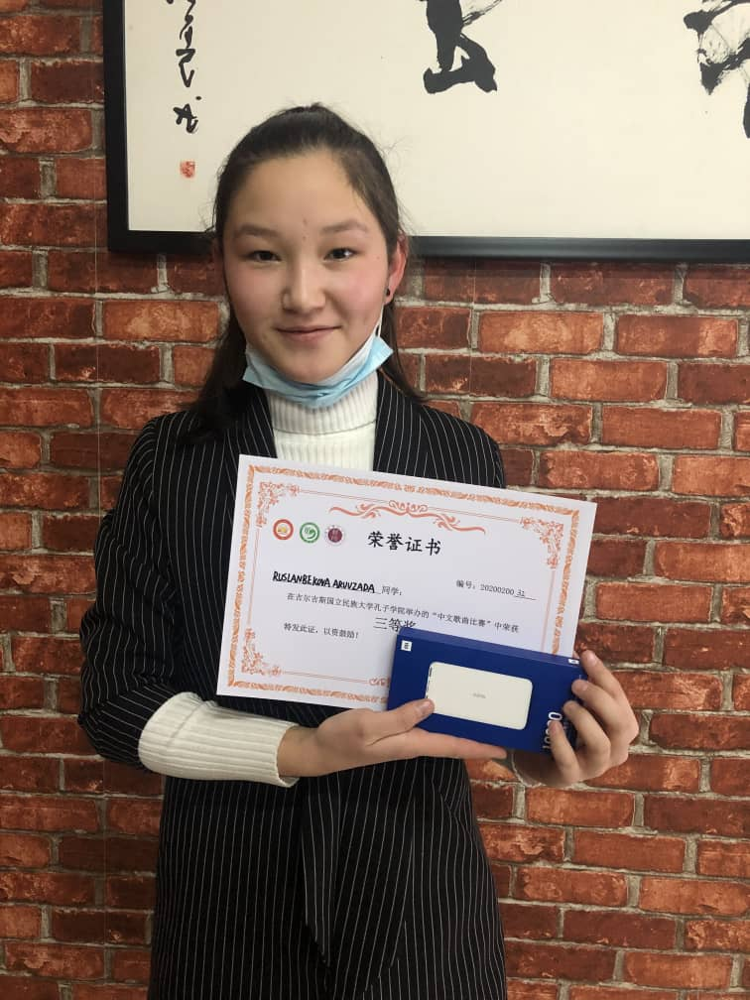 荣誉证书
RUSLANBEKOVA ARUVZADA 同学:
编号:20200200 32
在吉尔吉斯国立民族大学孔子学院举办的“中文歌曲比赛”中荣获
三等奖
特发此证,以资鼓励!